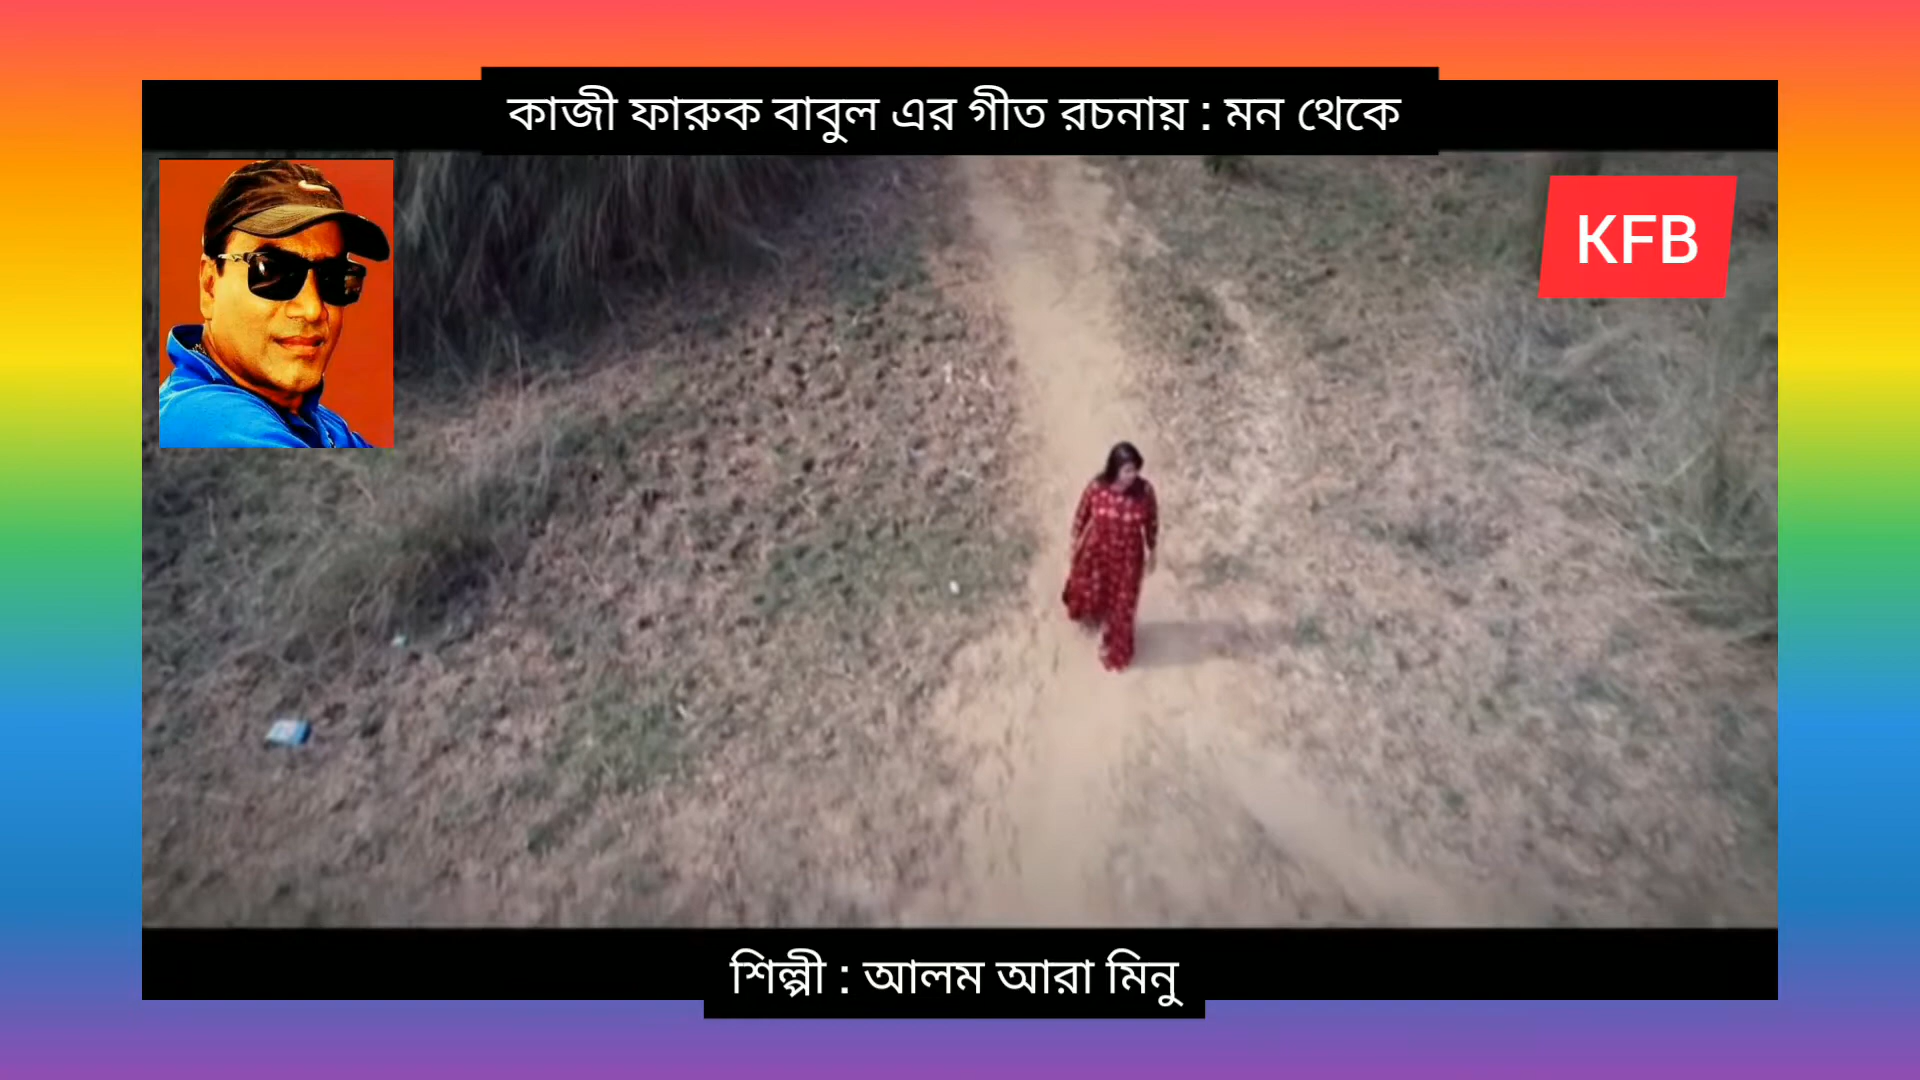 কাজী ফারুক বাবুল এর গীত রচনায় : মন থেকে
KFB
শিল্পী : আলম আরা মিনু